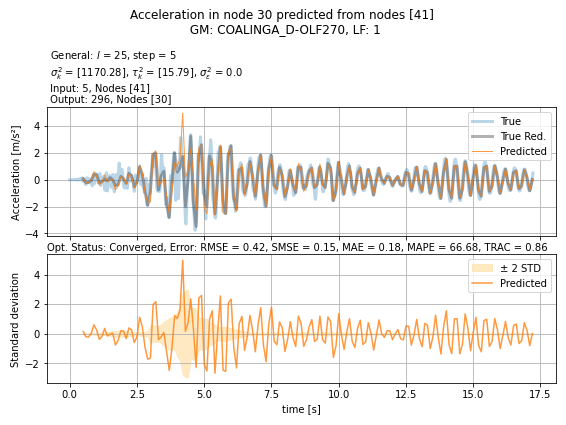 Acceleration in node 30 predicted from nodes [41]
GM: COALINGA_D-OLF270, LF: 1
General: l = 25, step = 5
σ²ₖ = [1170.28], τ²ₖ = [15.79], σ²ε = 0.0
Input: 5, Nodes [41]
Output: 296, Nodes [30]
True
True Red.
Predicted
Acceleration [m/s²]
4
2
0
−2
−4
Opt. Status: Converged, Error: RMSE = 0.42, SMSE = 0.15, MAE = 0.18, MAPE = 66.68, TRAC = 0.86
± 2 STD
Predicted
Standard deviation
4
2
0
−2
0.0 2.5 5.0 7.5 10.0 12.5 15.0 17.5
time [s]